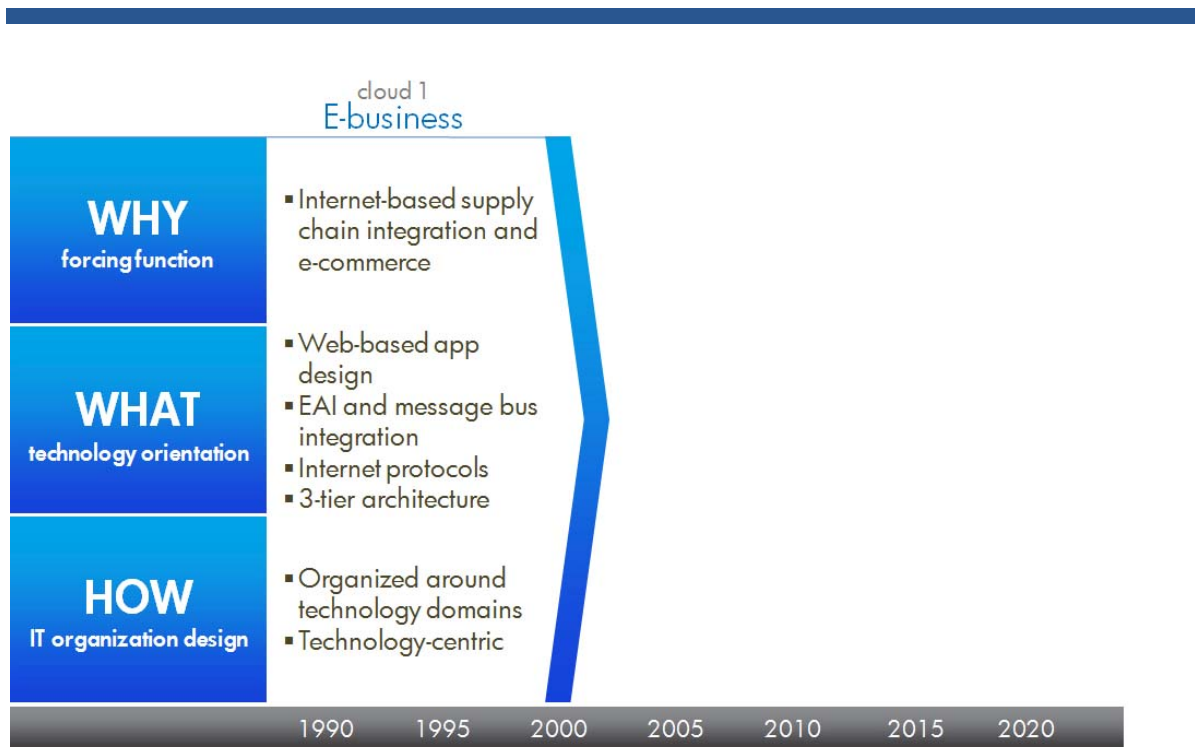 cloud 1
E-business
WHY
forcing function
▪ Internet-based supply
chain integration and
e-commerce
WHAT
technology orientation
▪ Web-based app
design
▪ EAI and message bus
integration
▪ Internet protocols
▪ 3-tier architecture
HOW
IT organization design
▪ Organized around
technology domains
▪ Technology-centric
1990 1995 2000 2005 2010 2015 2020